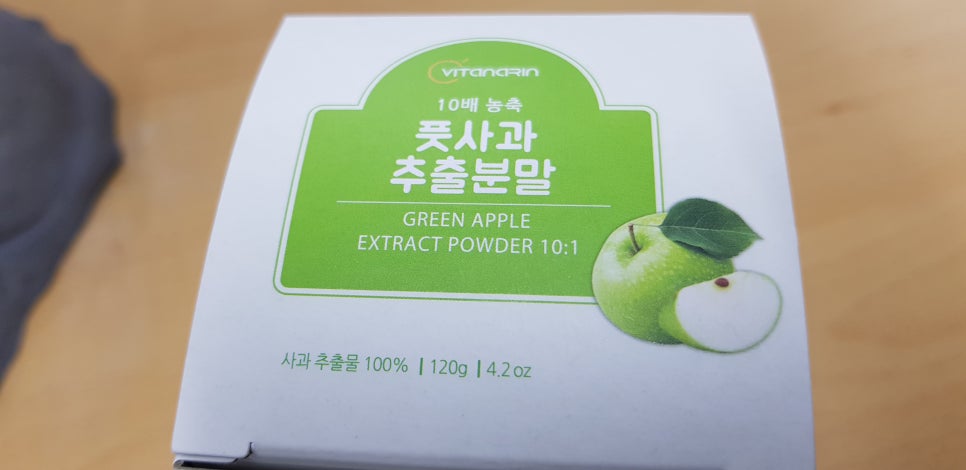 VITANARIN
10배 농축
풋사과
추출분말
GREEN APPLE
EXTRACT POWDER 10:1
사과 추출물 100% | 120g | 4.2 oz